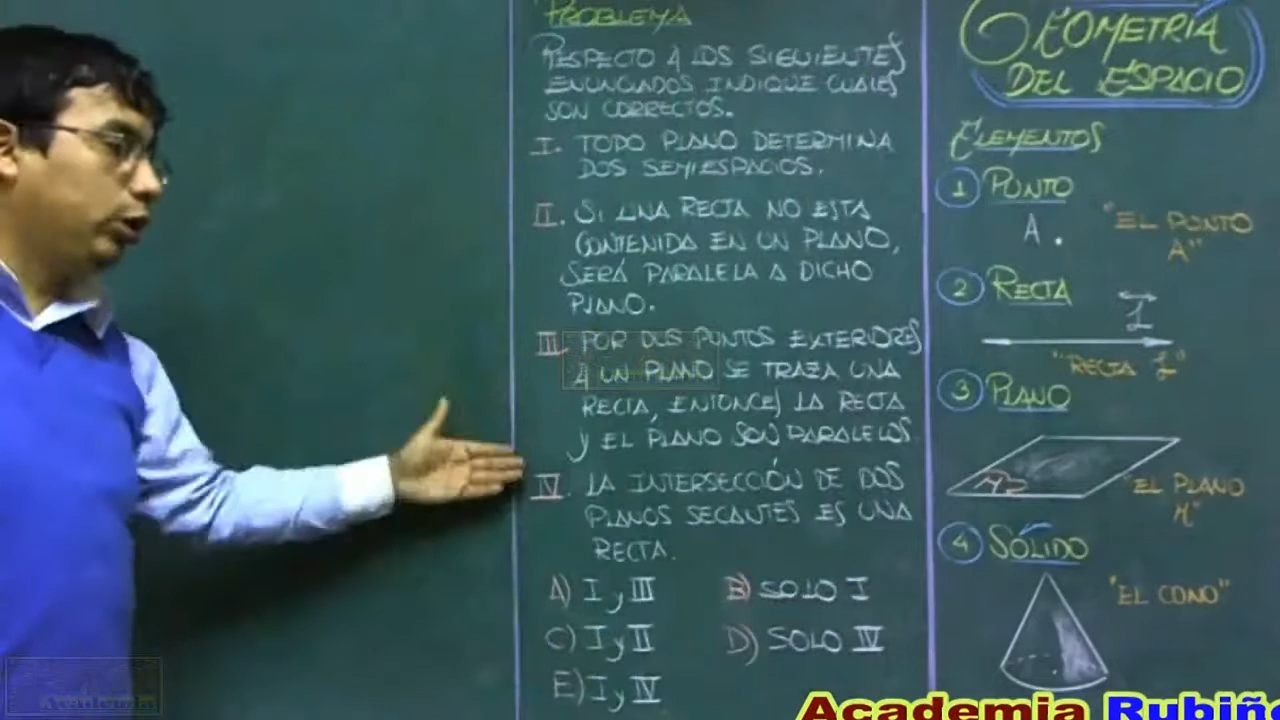 PROBLEMA
RESPECTO A LOS SIGUIENTES
ENUNCIADOS INDIQUE CUALES
SON CORRECTOS.
I. TODO PLANO DETERMINA
DOS SEMIESPACIOS.
II. SI UNA RECTA NO ESTA
CONTENIDA EN UN PLANO,
SERÁ PARALELA A DICHO
PLANO.
III. POR DOS PUNTOS EXTERIORES
A UN PLANO SE TRAZA UNA
RECTA, ENTONCES LA RECTA
Y EL PLANO SON PARALELOS
IV. LA INTERSECCIÓN DE DOS
PLANOS SECANTES ES UNA
RECTA.
A) I y III
B) SOLO I
C) I y II
D) SOLO IV
E) I y IV
GEOMETRIA
DEL ESPACIO
ELEMENTOS
1 PUNTO
A .
"EL PUNTO
A"
2 RECTA
L
"RECTA L"
3 PLANO
M
"EL PLANO
M"
4 SÓLIDO
"EL CONO"
Academia Rubiñ
Academia